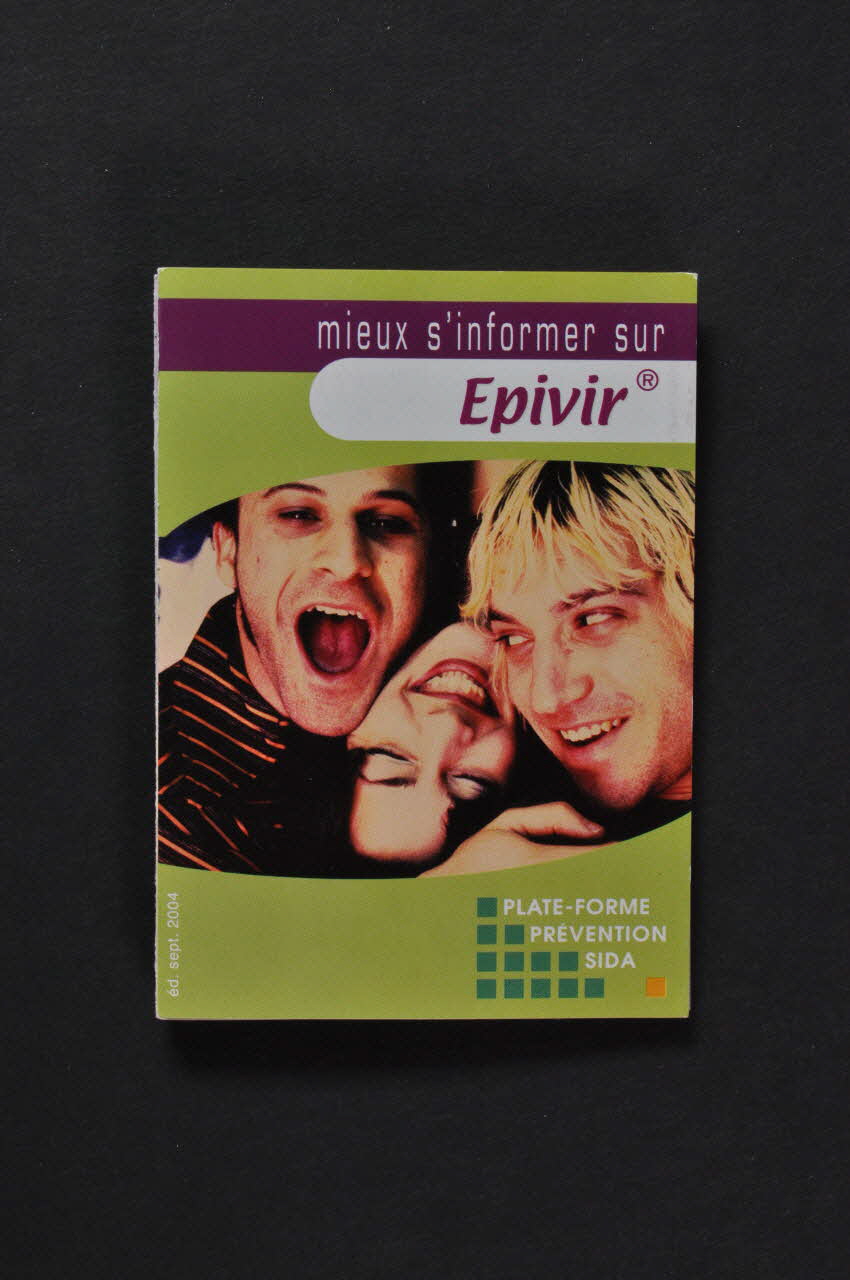 mieux s'informer sur
Epivir ®
éd. sept. 2004
PLATE-FORME
PRÉVENTION
SIDA